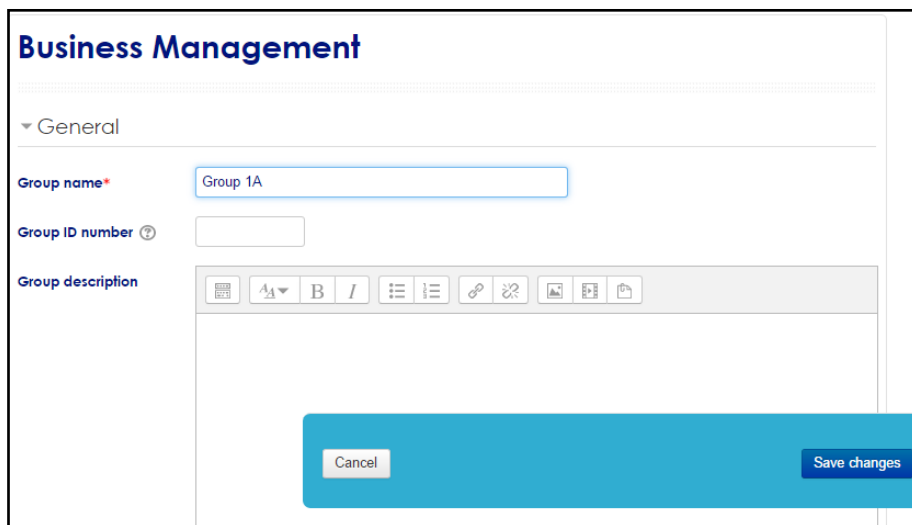 Business Management
General
Group name*
Group 1A
Group ID number
Group description
B I
Cancel
Save changes